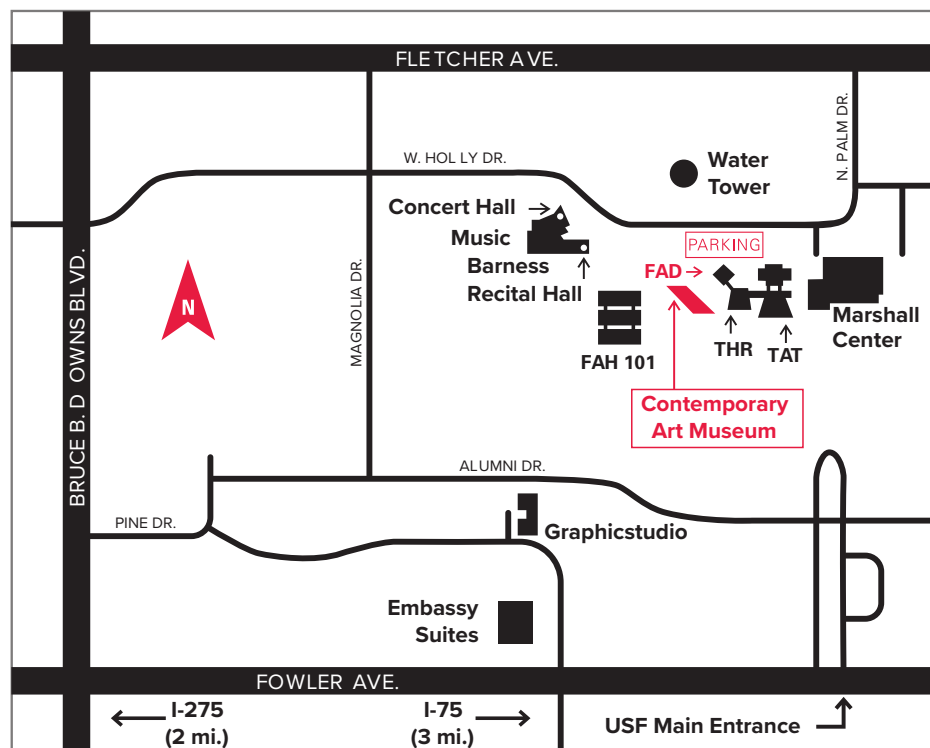 FLETCHER AVE.
W. HOLLY DR.
N. PALM DR.
Water
Tower
Concert Hall
Music
Barness
Recital Hall
PARKING
FAD
BRUCE B. D OWNS BL VD.
N
MAGNOLIA DR.
FAH 101
THR
TAT
Marshall
Center
Contemporary
Art Museum
ALUMNI DR.
PINE DR.
Graphicstudio
Embassy
Suites
FOWLER AVE.
I-275
(2 mi.)
I-75
(3 mi.)
USF Main Entrance